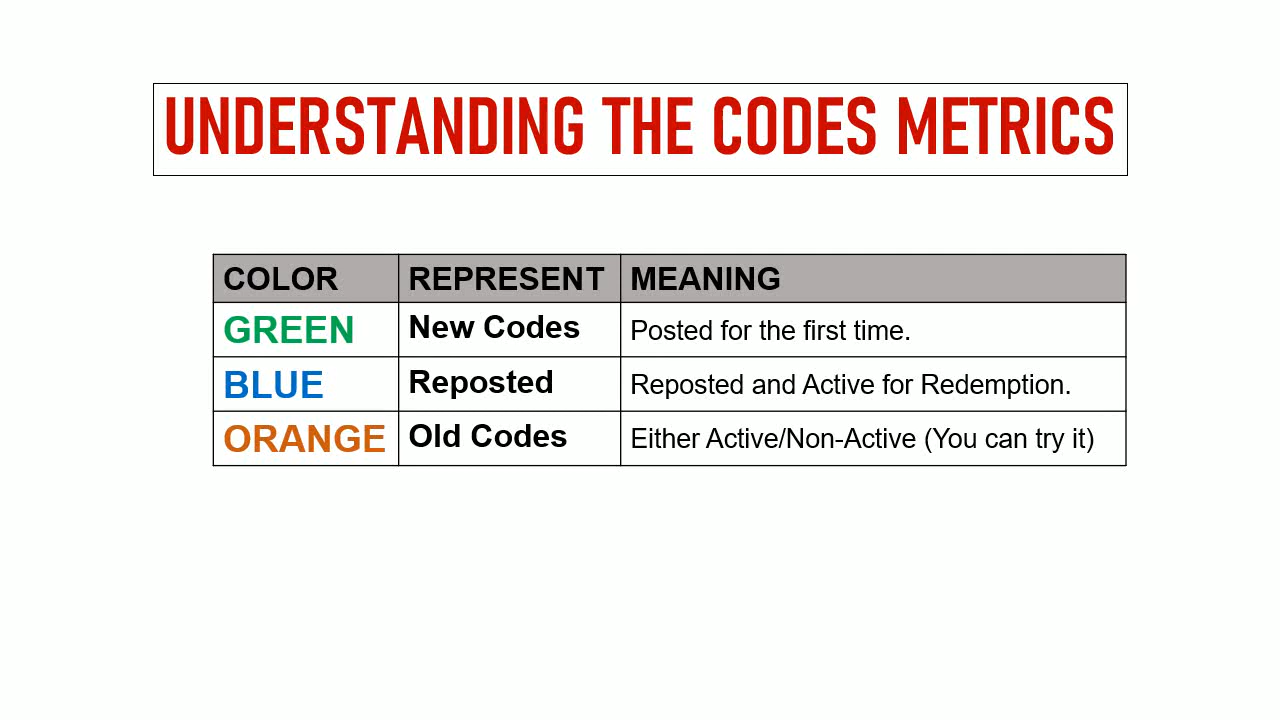 UNDERSTANDING THE CODES METRICS
COLOR REPRESENT MEANING
GREEN New Codes Posted for the first time.
BLUE Reposted Reposted and Active for Redemption.
ORANGE Old Codes Either Active/Non-Active (You can try it)